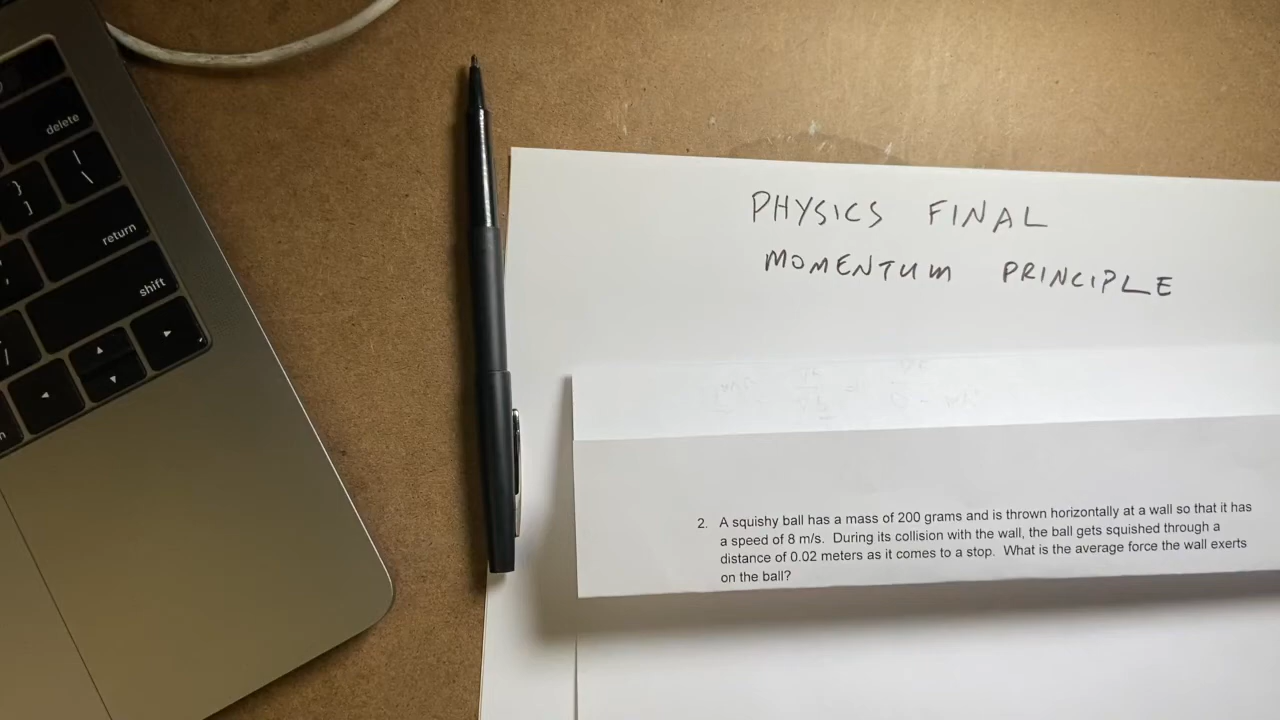 delete
}
]
|
\
return
shift
/
PHYSICS FINAL
MOMENTUM PRINCIPLE
2. A squishy ball has a mass of 200 grams and is thrown horizontally at a wall so that it has
a speed of 8 m/s. During its collision with the wall, the ball gets squished through a
distance of 0.02 meters as it comes to a stop. What is the average force the wall exerts
on the ball?